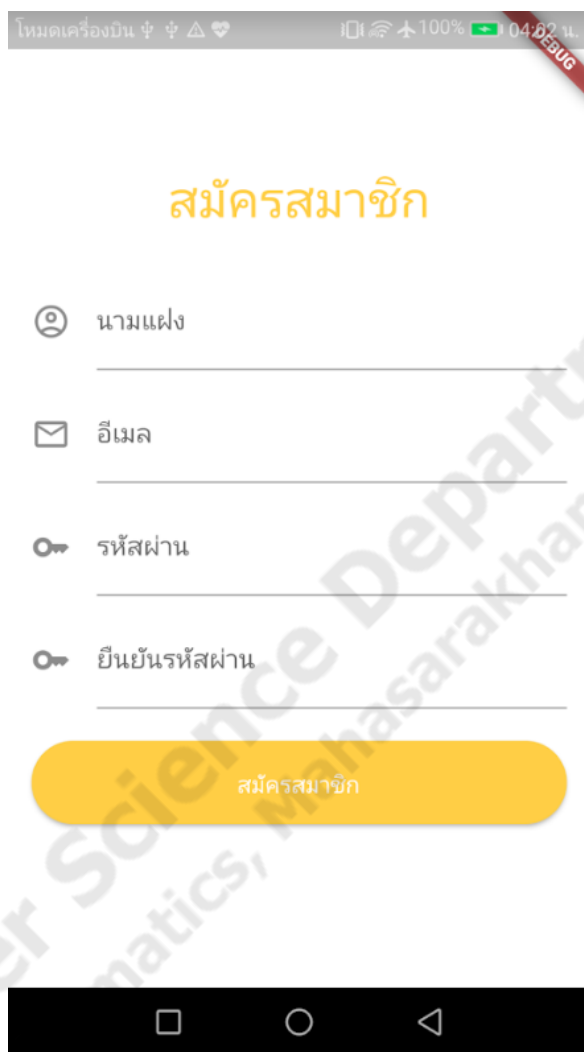 โหมดเครื่องบิน 100% 04:02 น.
DEBUG
สมัครสมาชิก
นามแฝง
อีเมล
รหัสผ่าน
ยืนยันรหัสผ่าน
สมัครสมาชิก
Science Depart
Mahasarakha
matics,